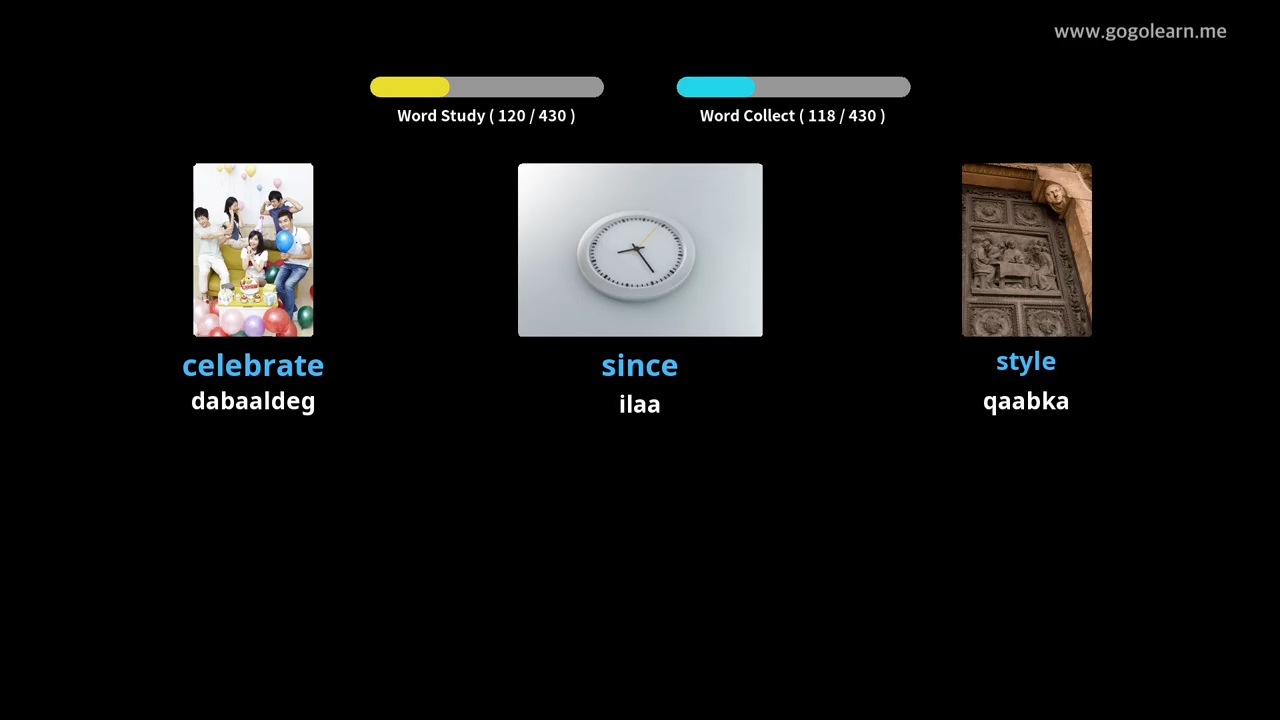 www.gogolearn.me
Word Study ( 120 / 430 )
Word Collect ( 118 / 430 )
celebrate
dabaaldeg
since
ilaa
style
qaabka